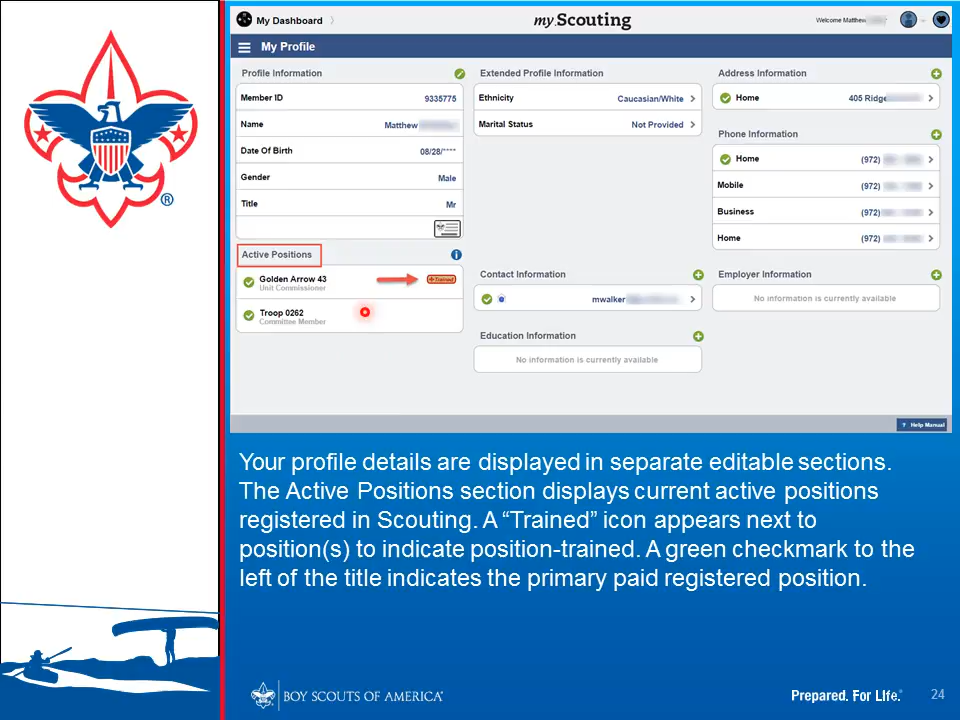 My Dashboard
my.Scouting
Welcome Matthew
My Profile
Profile Information
Member ID 9335775
Name Matthew
Date Of Birth 08/28/****
Gender Male
Title Mr
Active Positions
Golden Arrow 43
Unit Commissioner
Trained
Troop 0262
Committee Member
Extended Profile Information
Ethnicity Caucasian/White
Marital Status Not Provided
Contact Information
mwalker
Education Information
No information is currently available
Address Information
Home 405 Ridge
Phone Information
Home (972)
Mobile (972)
Business (972)
Home (972)
Employer Information
No information is currently available
? Help Manual
Your profile details are displayed in separate editable sections.
The Active Positions section displays current active positions
registered in Scouting. A “Trained” icon appears next to
position(s) to indicate position-trained. A green checkmark to the
left of the title indicates the primary paid registered position.
BOY SCOUTS OF AMERICA®
Prepared. For Life.®
24